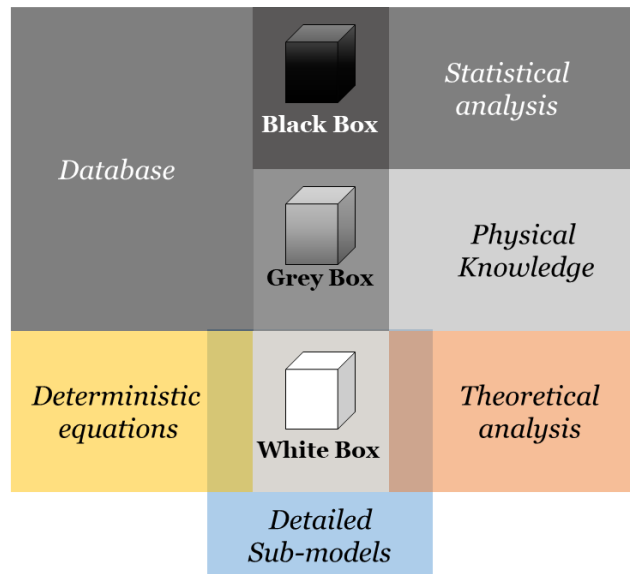 Statistical
analysis
Black Box
Database
Physical
Knowledge
Grey Box
Deterministic
equations
White Box
Theoretical
analysis
Detailed
Sub-models